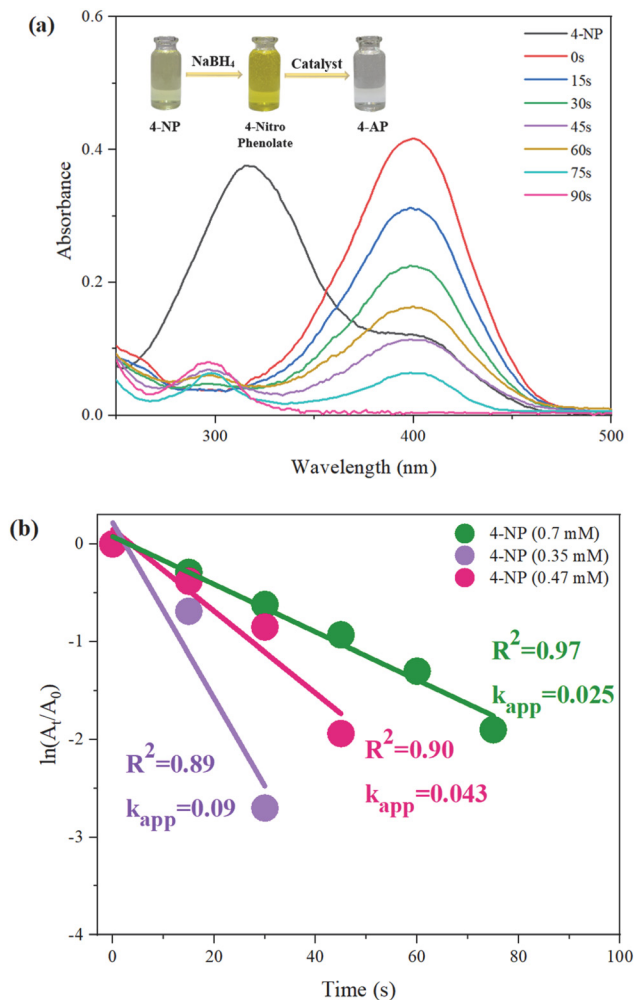 (a)
0.6
0.4
0.2
0.0
Absorbance
NaBH₄
Catalyst
4-NP
4-Nitro
Phenolate
4-AP
4-NP
0s
15s
30s
45s
60s
75s
90s
300
400
500
Wavelength (nm)
(b)
0
-1
-2
-3
-4
ln(Aₜ/A₀)
4-NP (0.7 mM)
4-NP (0.35 mM)
4-NP (0.47 mM)
R²=0.97
k_app=0.025
R²=0.90
k_app=0.043
R²=0.89
k_app=0.09
0
20
40
60
80
100
Time (s)